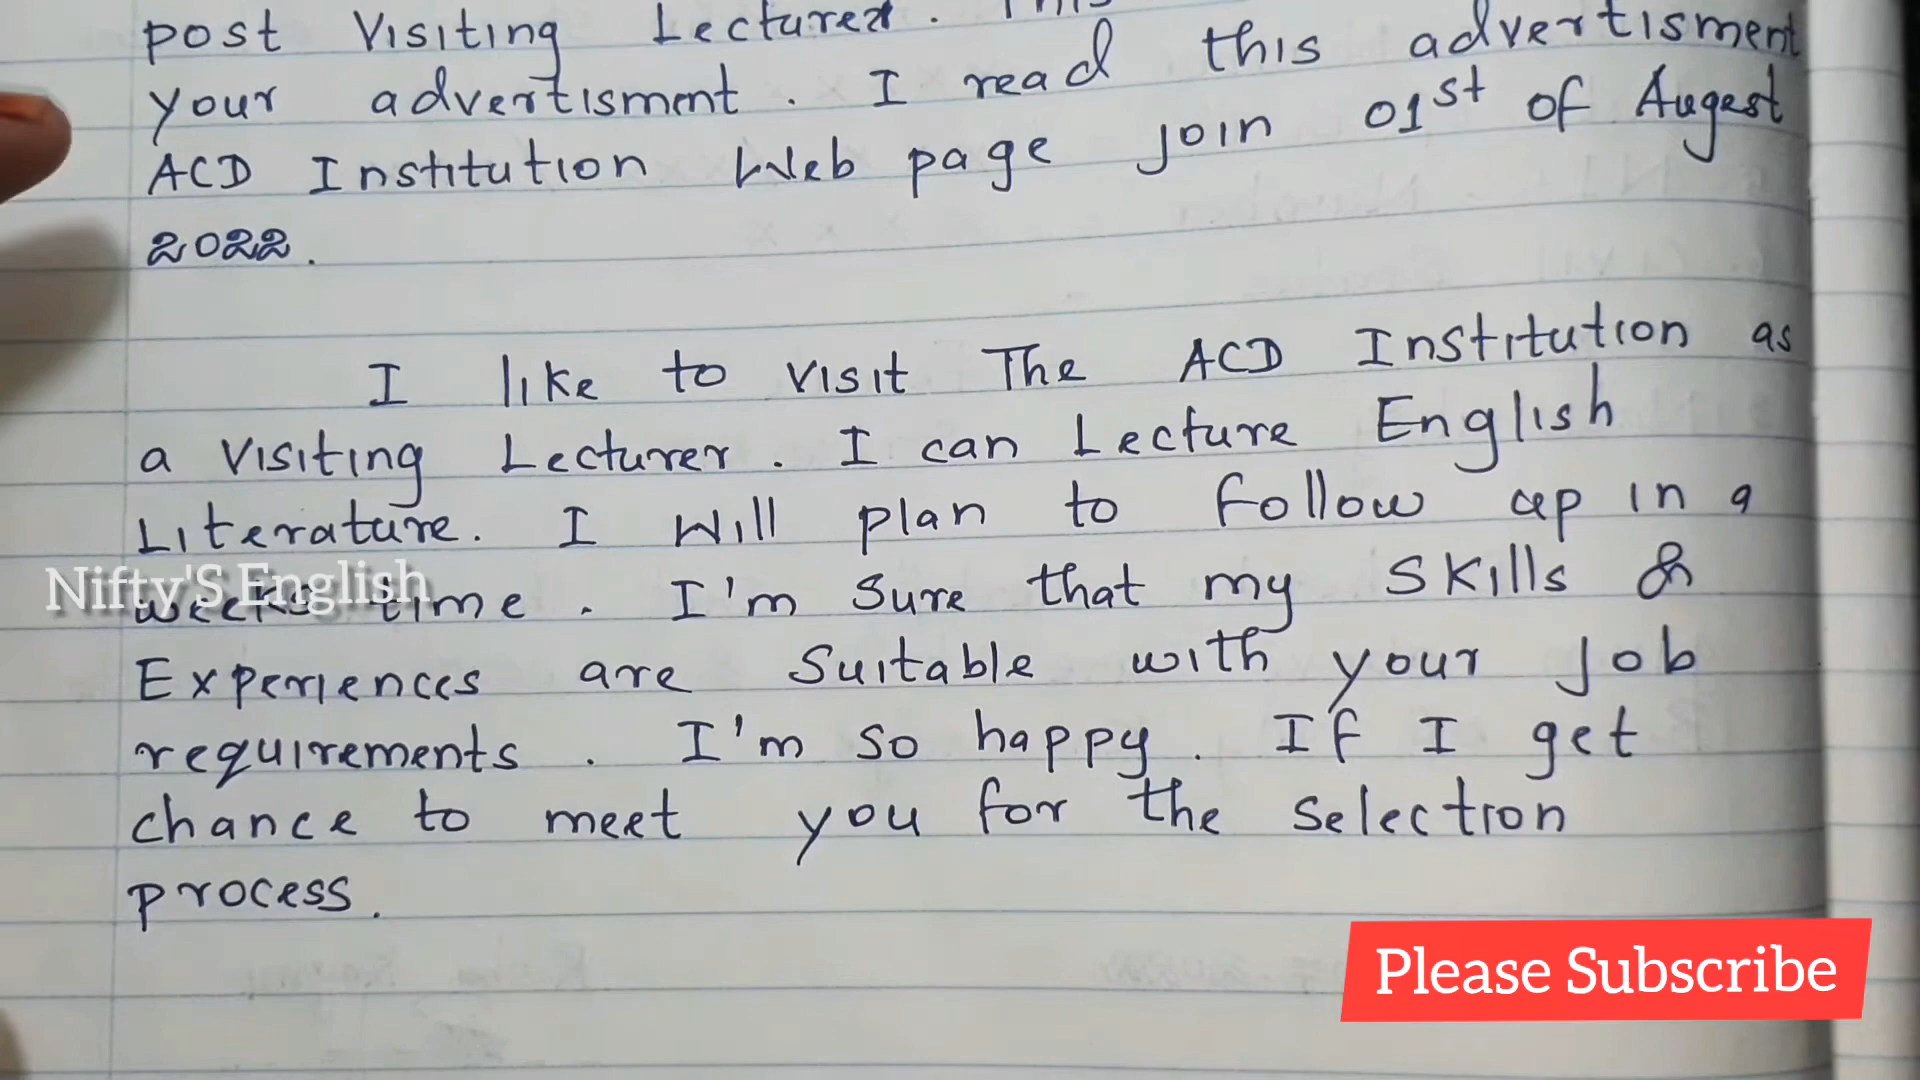 post Visiting Lecturer. This
your advertisment. I read this advertisment
ACD Institution Web page join 01st of Augest
2022.
I like to visit The ACD Institution as
a Visiting Lecturer. I can Lecture English
Literature. I Will plan to follow up in a
weeks time. I'm sure that my skills &
Experiences are Suitable with your job
requirements. I'm so happy. If I get
chance to meet you for the selection
process.
Nifty'S English
Please Subscribe